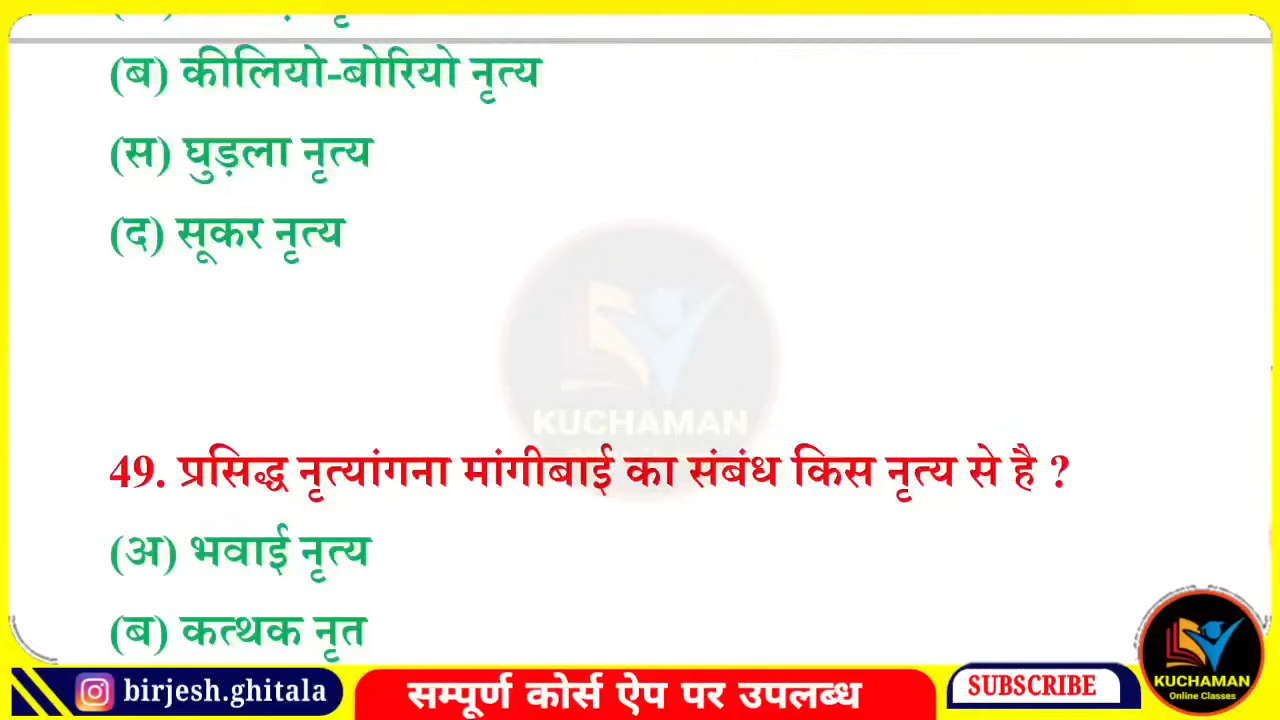 (ब) कीलियो-बोरियो नृत्य
(स) घुड़ला नृत्य
(द) सूकर नृत्य
KUCHAMAN
49. प्रसिद्ध नृत्यांगना मांगीबाई का संबंध किस नृत्य से है ?
(अ) भवाई नृत्य
(ब) कत्थक नृत
birjesh.ghitala
सम्पूर्ण कोर्स ऐप पर उपलब्ध
SUBSCRIBE
KUCHAMAN
Online Classes